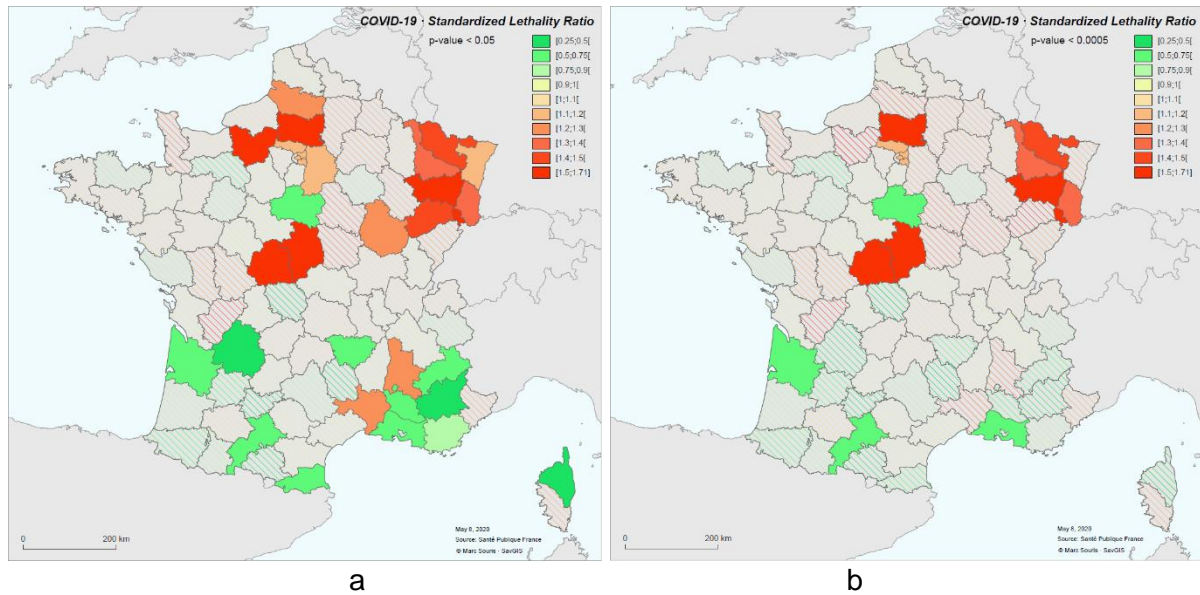 COVID-19 - Standardized Lethality Ratio
p-value < 0.05
[0.25;0.5[
[0.5;0.75[
[0.75;0.9[
[0.9;1[
[1;1.1[
[1.1;1.2[
[1.2;1.3[
[1.3;1.4[
[1.4;1.5[
[1.5;1.71]
May 8, 2020
Source: Santé Publique France
© Marc Souris - SavGIS
0 200 km
a
COVID-19 - Standardized Lethality Ratio
p-value < 0.0005
[0.25;0.5[
[0.5;0.75[
[0.75;0.9[
[0.9;1[
[1;1.1[
[1.1;1.2[
[1.2;1.3[
[1.3;1.4[
[1.4;1.5[
[1.5;1.71]
May 8, 2020
Source: Santé Publique France
© Marc Souris - SavGIS
0 200 km
b